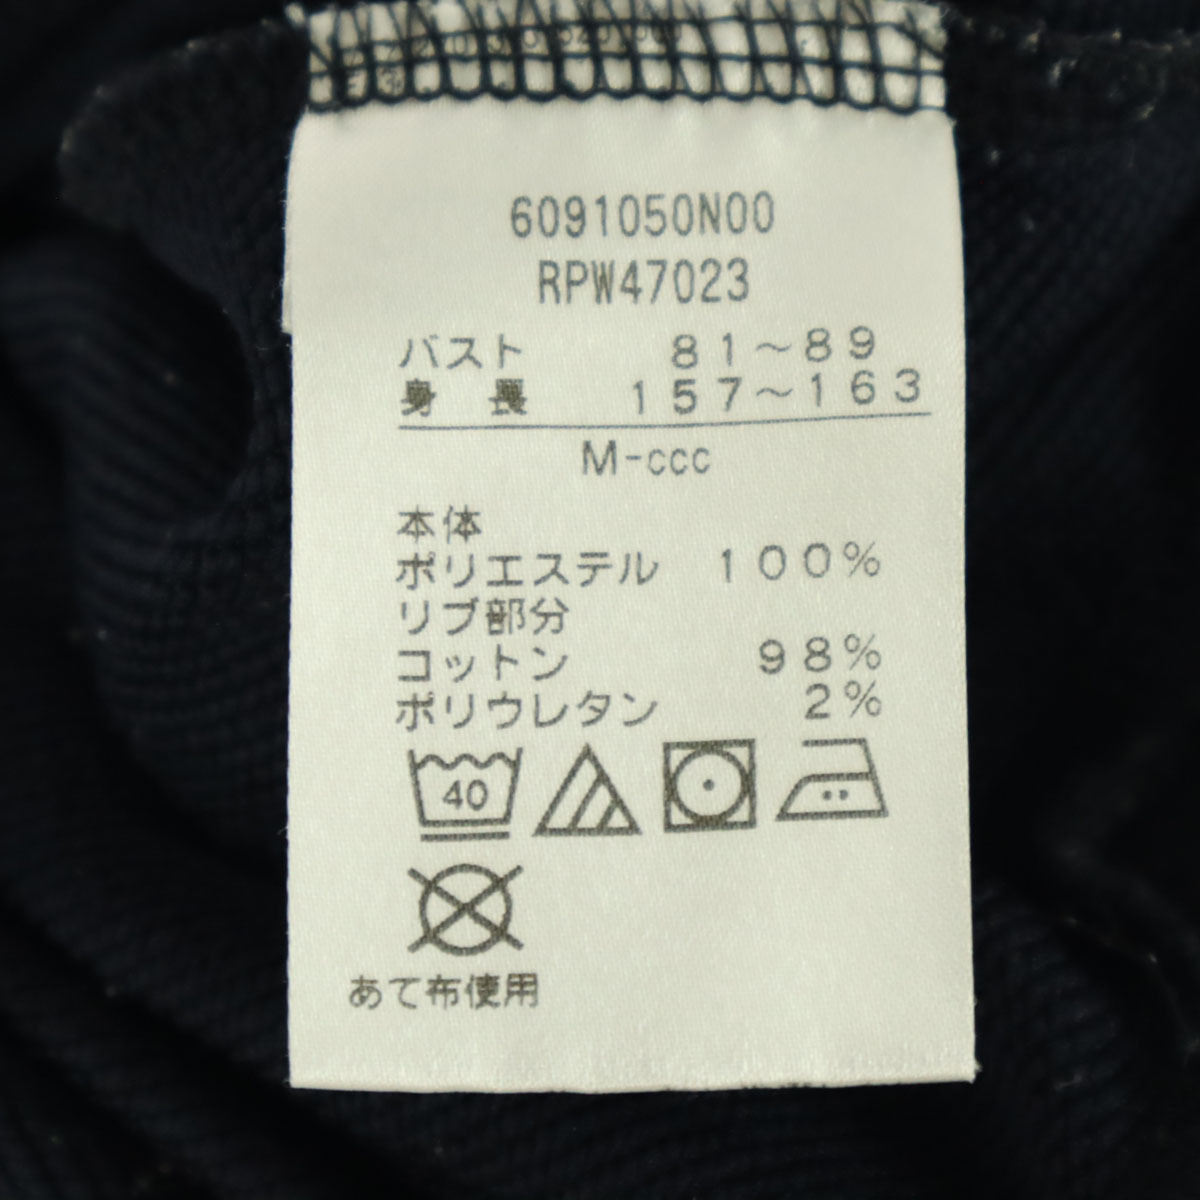 6091050N00
RPW47023
バスト 81～89
身長 157～163
M-ccc
本体
ポリエステル 100%
リブ部分
コットン 98%
ポリウレタン 2%
40
あて布使用